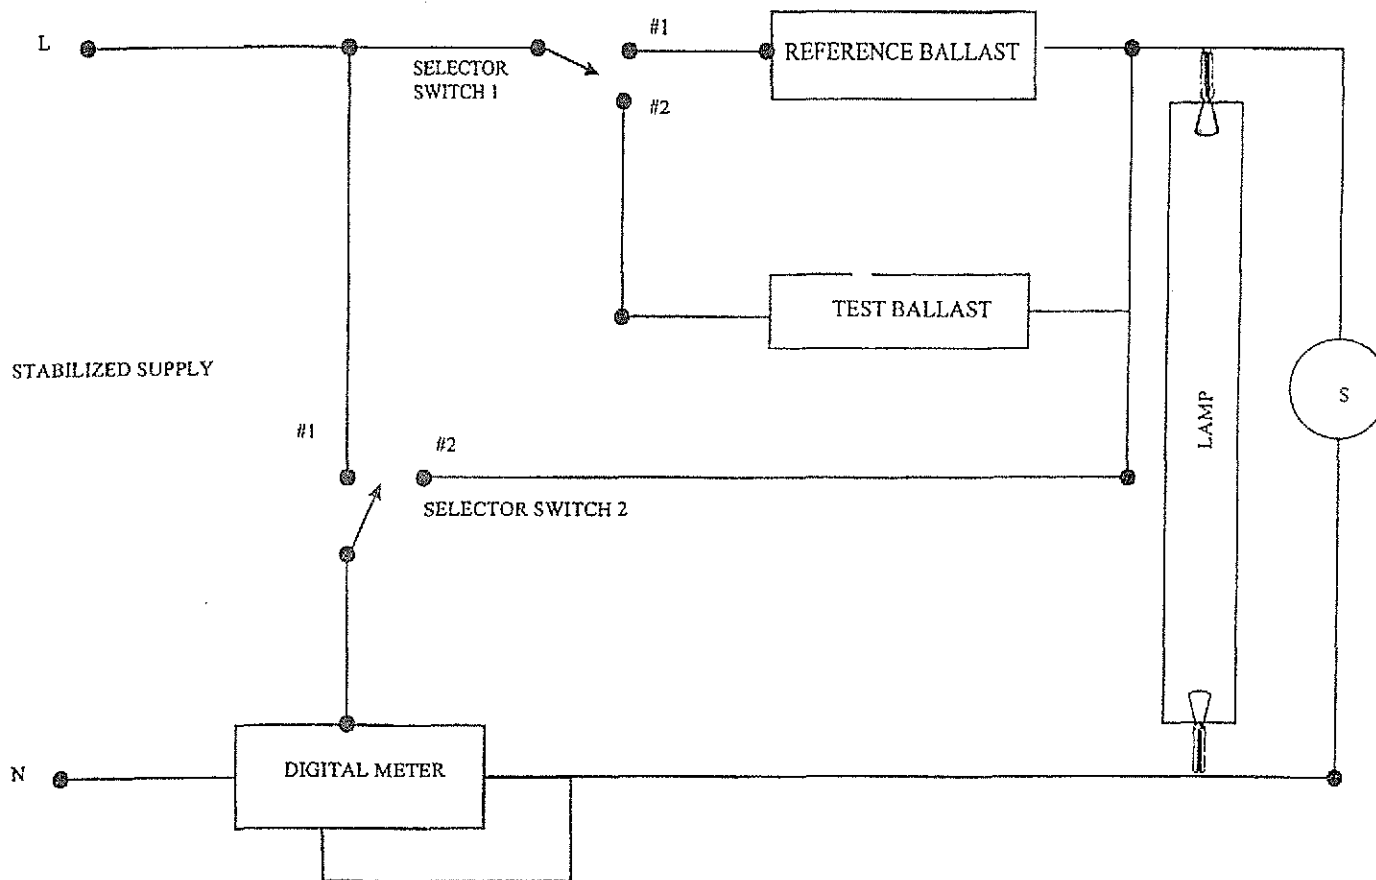 L
#1
REFERENCE BALLAST
SELECTOR
SWITCH 1
#2
TEST BALLAST
STABILIZED SUPPLY
S
LAMP
#1
#2
SELECTOR SWITCH 2
N
DIGITAL METER